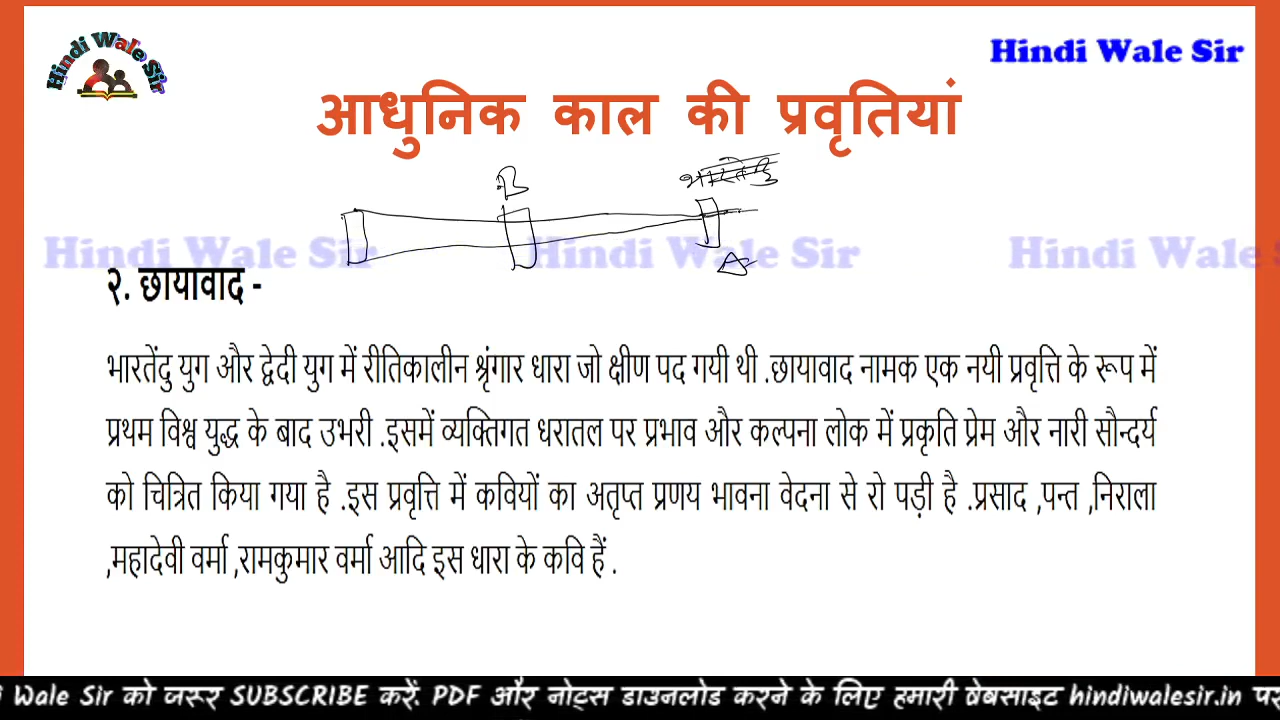 Hindi Wale Sir
Hindi Wale Sir
आधुनिक काल की प्रवृतियां
B
भारतेंदु
A
Hindi Wale Sir Hindi Wale Sir Hindi Wale
२. छायावाद -
भारतेंदु युग और द्वेदी युग में रीतिकालीन श्रृंगार धारा जो क्षीण पद गयी थी .छायावाद नामक एक नयी प्रवृत्ति के रूप में
प्रथम विश्व युद्ध के बाद उभरी .इसमें व्यक्तिगत धरातल पर प्रभाव और कल्पना लोक में प्रकृति प्रेम और नारी सौन्दर्य
को चित्रित किया गया है .इस प्रवृत्ति में कवियों का अतृप्त प्रणय भावना वेदना से रो पड़ी है .प्रसाद ,पन्त ,निराला
,महादेवी वर्मा ,रामकुमार वर्मा आदि इस धारा के कवि हैं .
i Wale Sir को जरूर SUBSCRIBE करें. PDF और नोट्स डाउनलोड करने के लिए हमारी वेबसाइट hindiwalesir.in पर